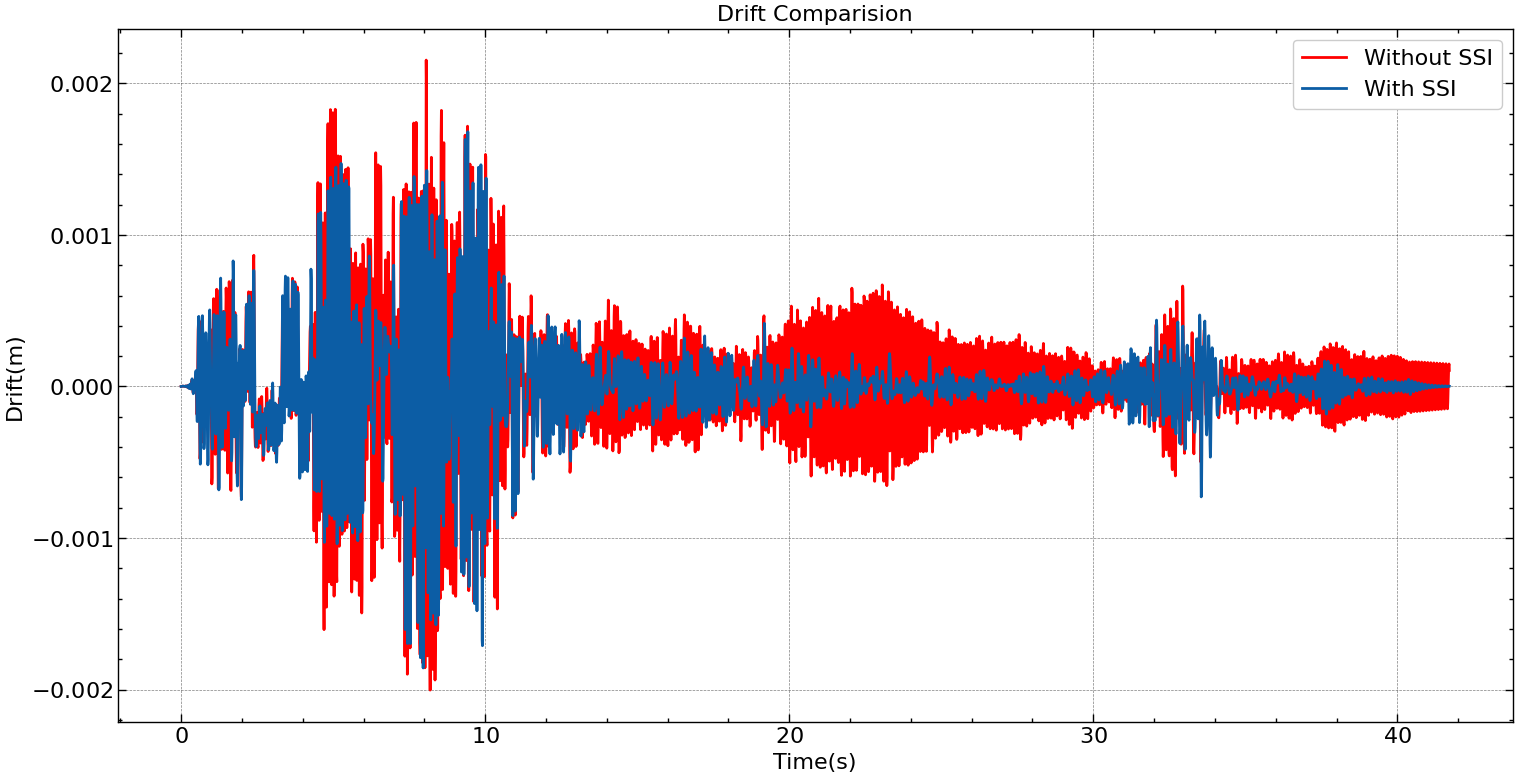 Drift Comparision
Without SSI
With SSI
0.002
0.001
0.000
−0.001
−0.002
Drift(m)
0 10 20 30 40
Time(s)